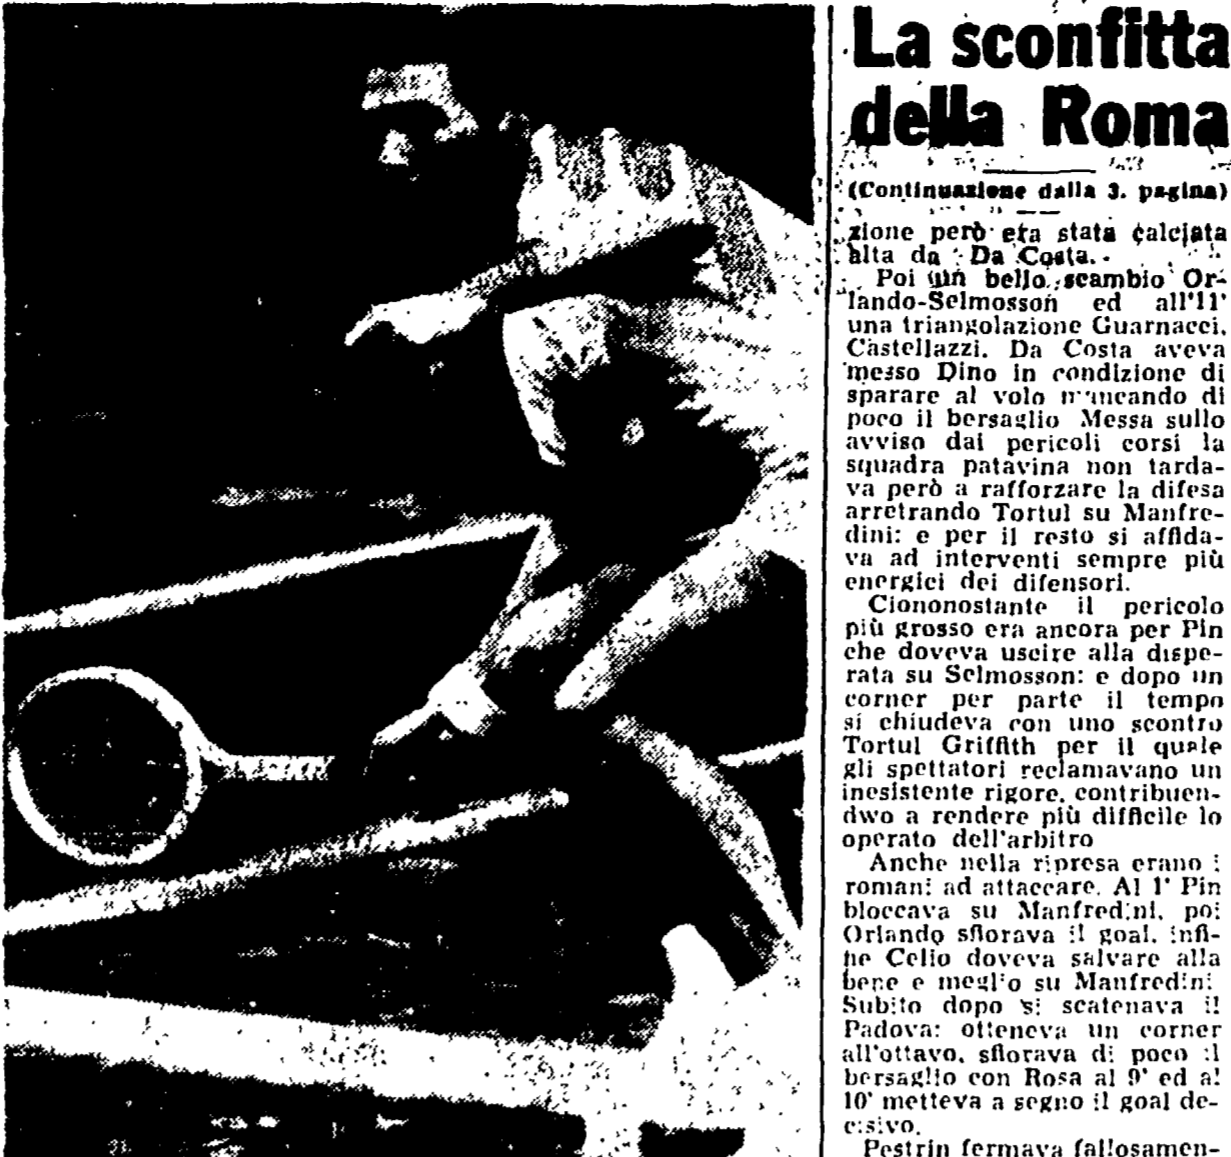 La sconfitta
della Roma
(Continuazione dalla 3. pagina)
zione però era stata calciata
alta da Da Costa.
Poi un bello scambio Or-
lando-Selmosson ed all'11'
una triangolazione Guarnacci,
Castellazzi. Da Costa aveva
messo Dino in condizione di
sparare al volo mancando di
poco il bersaglio Messa sullo
avviso dai pericoli corsi la
squadra patavina non tarda-
va però a rafforzare la difesa
arretrando Tortul su Manfre-
dini: e per il resto si affida-
va ad interventi sempre più
energici dei difensori.
Ciononostante il pericolo
più grosso era ancora per Pin
che doveva uscire alla dispe-
rata su Selmosson: e dopo un
corner per parte il tempo
si chiudeva con uno scontro
Tortul Griffith per il quale
gli spettatori reclamavano un
inesistente rigore, contribuen-
dwo a rendere più difficile lo
operato dell'arbitro
Anche nella ripresa erano i
romani ad attaccare. Al 1' Pin
bloccava su Manfredini, poi
Orlando sfiorava il goal, infi-
ne Celio doveva salvare alla
bene e meglio su Manfredini
Subito dopo si scatenava il
Padova: otteneva un corner
all'ottavo, sfiorava di poco il
bersaglio con Rosa al 9' ed al
10' metteva a segno il goal de-
cisivo.
Pestrin fermava fallosamen-